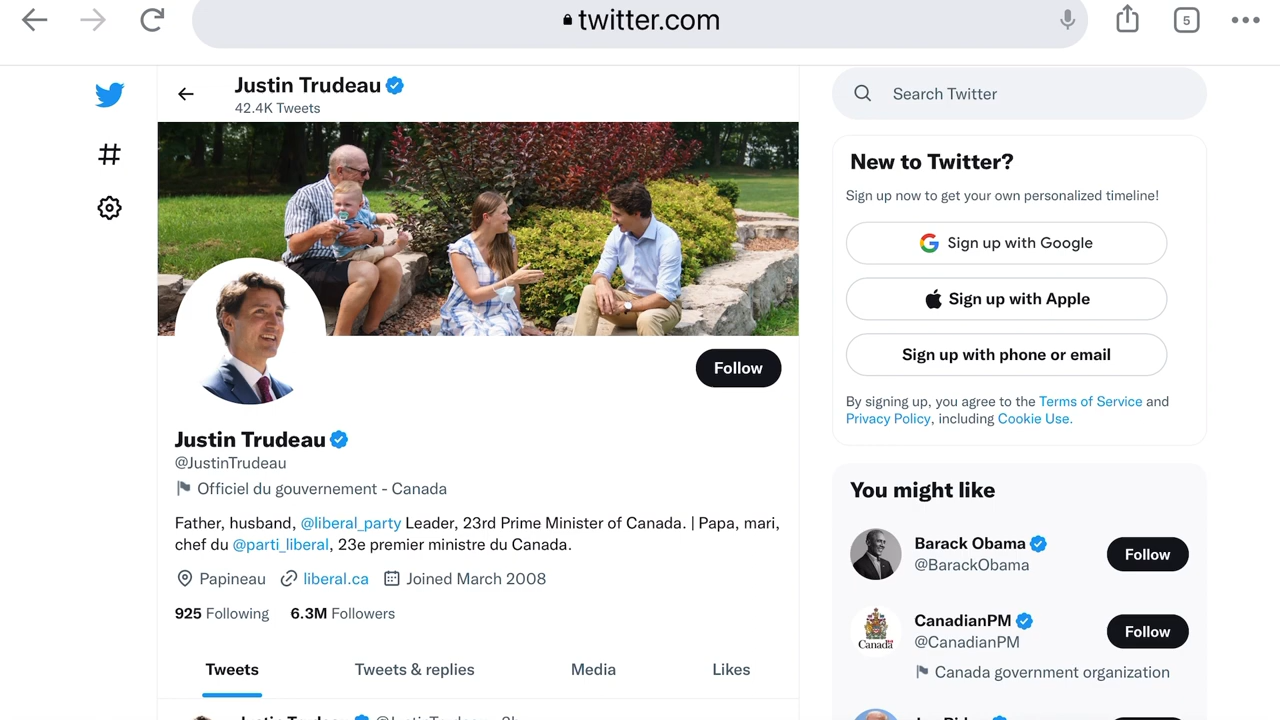 twitter.com
5
Justin Trudeau
42.4K Tweets
Follow
Justin Trudeau
@JustinTrudeau
Officiel du gouvernement - Canada
Father, husband, @liberal_party Leader, 23rd Prime Minister of Canada. | Papa, mari,
chef du @parti_liberal, 23e premier ministre du Canada.
Papineau liberal.ca Joined March 2008
925 Following 6.3M Followers
Tweets Tweets & replies Media Likes
Search Twitter
New to Twitter?
Sign up now to get your own personalized timeline!
Sign up with Google
Sign up with Apple
Sign up with phone or email
By signing up, you agree to the Terms of Service and
Privacy Policy, including Cookie Use.
You might like
Barack Obama
@BarackObama
Follow
CanadianPM
@CanadianPM
Canada
Follow
Canada government organization